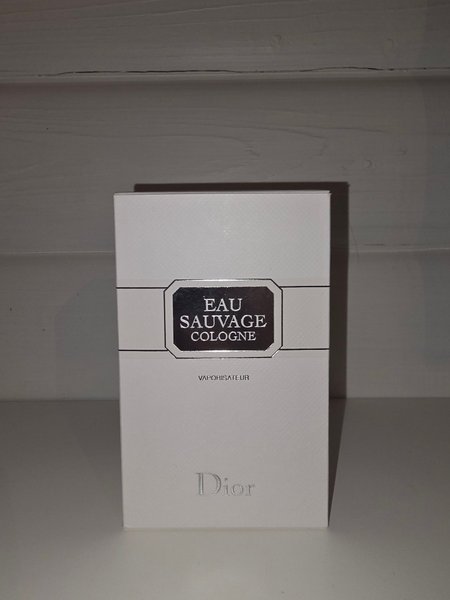 EAU
SAUVAGE
COLOGNE
VAPORISATEUR
Dior